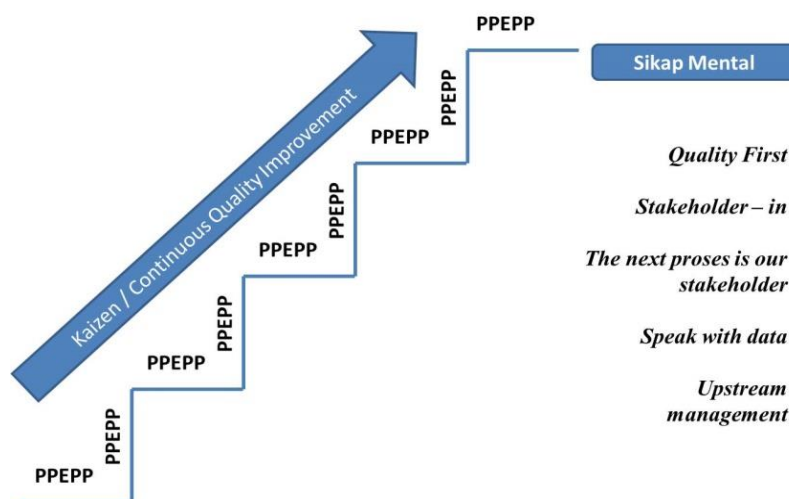 PPEPP
Sikap Mental
PPEPP
Kaizen / Continuous Quality Improvement
PPEPP
Quality First
PPEPP
Stakeholder – in
PPEPP
The next proses is our
stakeholder
PPEPP
Speak with data
PPEPP
PPEPP
Upstream
management
PPEPP
PPEPP